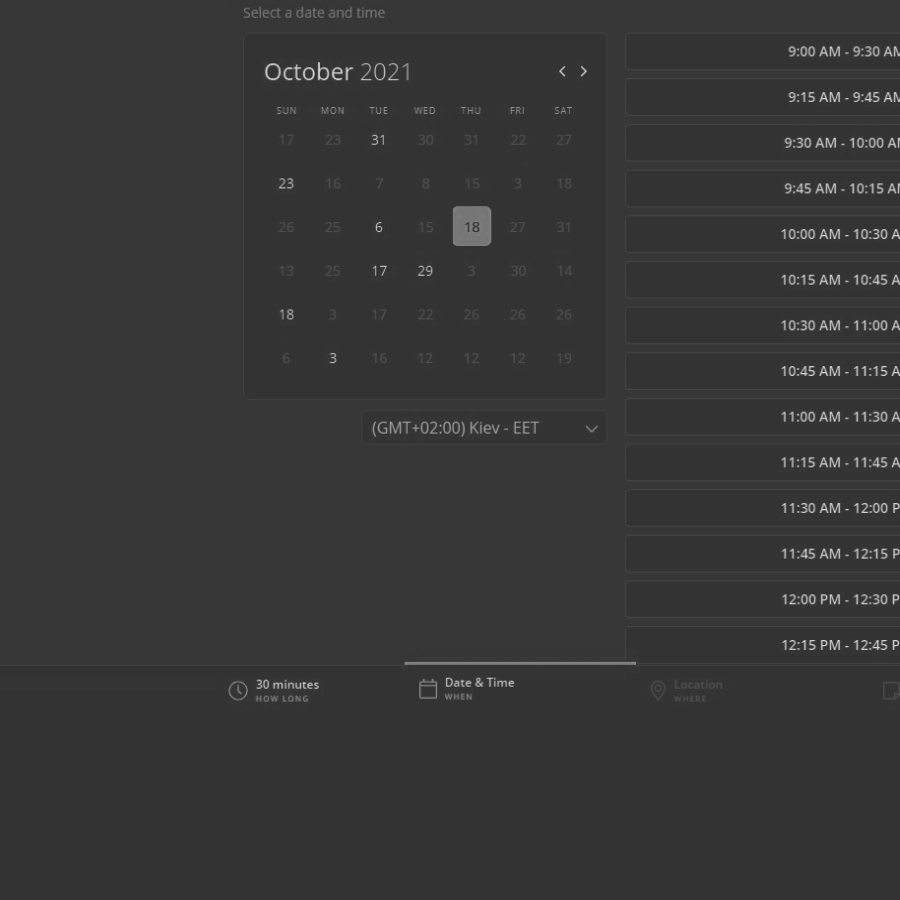 Select a date and time
October 2021
SUN MON TUE WED THU FRI SAT
17 23 31 30 31 22 27
23 16 7 8 15 3 18
26 25 6 15 18 27 31
13 25 17 29 3 30 14
18 3 17 22 26 26 26
6 3 16 12 12 12 19
(GMT+02:00) Kiev - EET
9:00 AM - 9:30 AM
9:15 AM - 9:45 AM
9:30 AM - 10:00 A
9:45 AM - 10:15 A
10:00 AM - 10:30 A
10:15 AM - 10:45 A
10:30 AM - 11:00 A
10:45 AM - 11:15 A
11:00 AM - 11:30 A
11:15 AM - 11:45 A
11:30 AM - 12:00 P
11:45 AM - 12:15 P
12:00 PM - 12:30 P
12:15 PM - 12:45 P
30 minutes
HOW LONG
Date & Time
WHEN
Location
WHERE